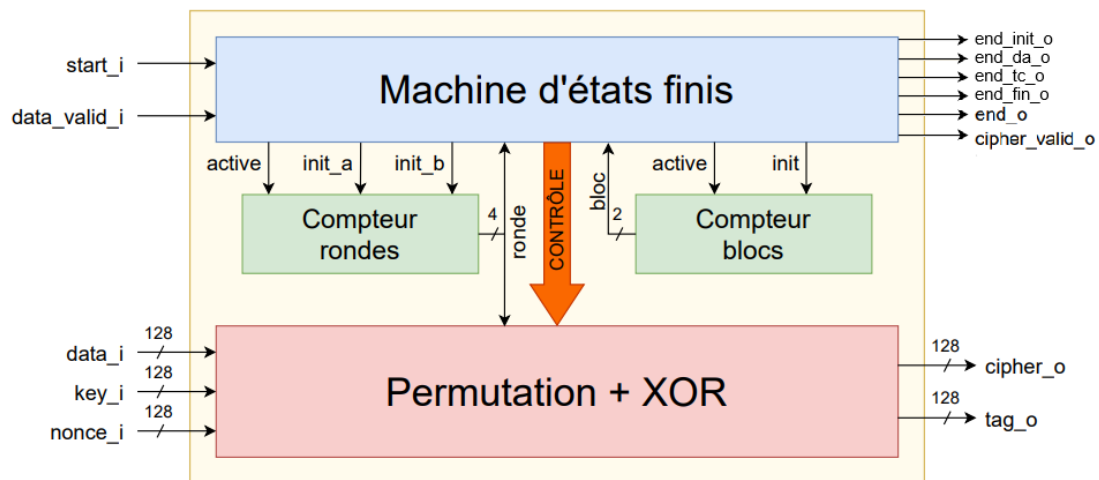 Machine d'états finis
start_i
data_valid_i
end_init_o
end_da_o
end_tc_o
end_fin_o
end_o
cipher_valid_o
active
init_a
init_b
active
init
Compteur
rondes
4
ronde
CONTRÔLE
bloc
2
Compteur
blocs
Permutation + XOR
128
data_i
128
key_i
128
nonce_i
128
cipher_o
128
tag_o